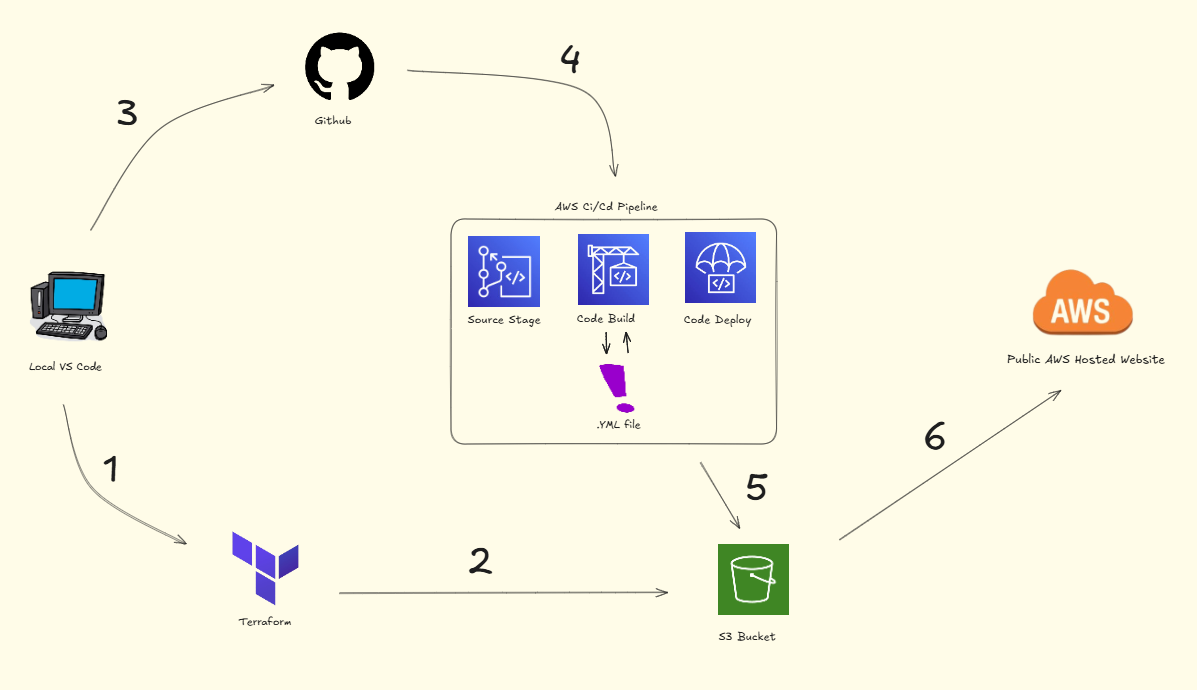 4
3
Github
AWS Ci/Cd Pipeline
</>
</>
</>
Source Stage
Code Build
Code Deploy
AWS
Local VS Code
Public AWS Hosted Website
.YML file
6
1
5
2
Terraform
S3 Bucket